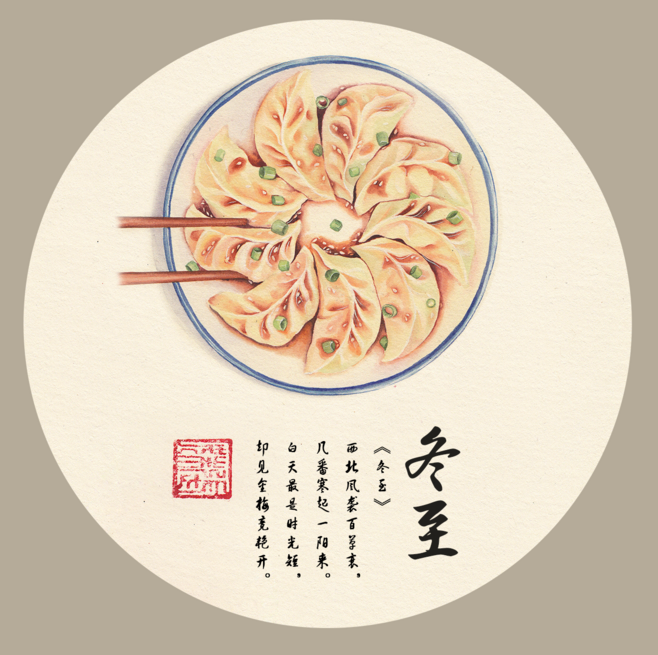 冬至
《冬至》
西北风袭百草衰，
几番寒起一阳来。
白天最是时光短，
却见金梅竞艳开。